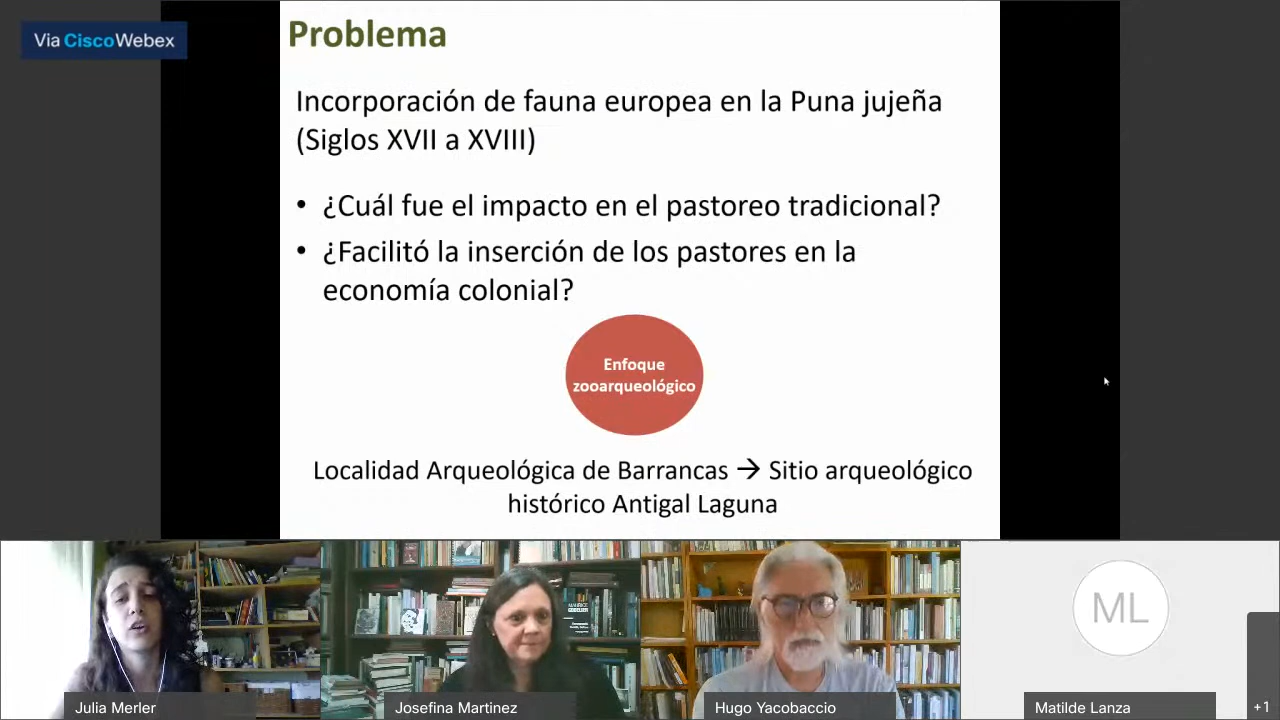 Via CiscoWebex
Problema
Incorporación de fauna europea en la Puna jujeña
(Siglos XVII a XVIII)
• ¿Cuál fue el impacto en el pastoreo tradicional?
• ¿Facilitó la inserción de los pastores en la
economía colonial?
Enfoque
zooarqueológico
Localidad Arqueológica de Barrancas → Sitio arqueológico
histórico Antigal Laguna
ML
Julia Merler
Josefina Martinez
Hugo Yacobaccio
Matilde Lanza
+1